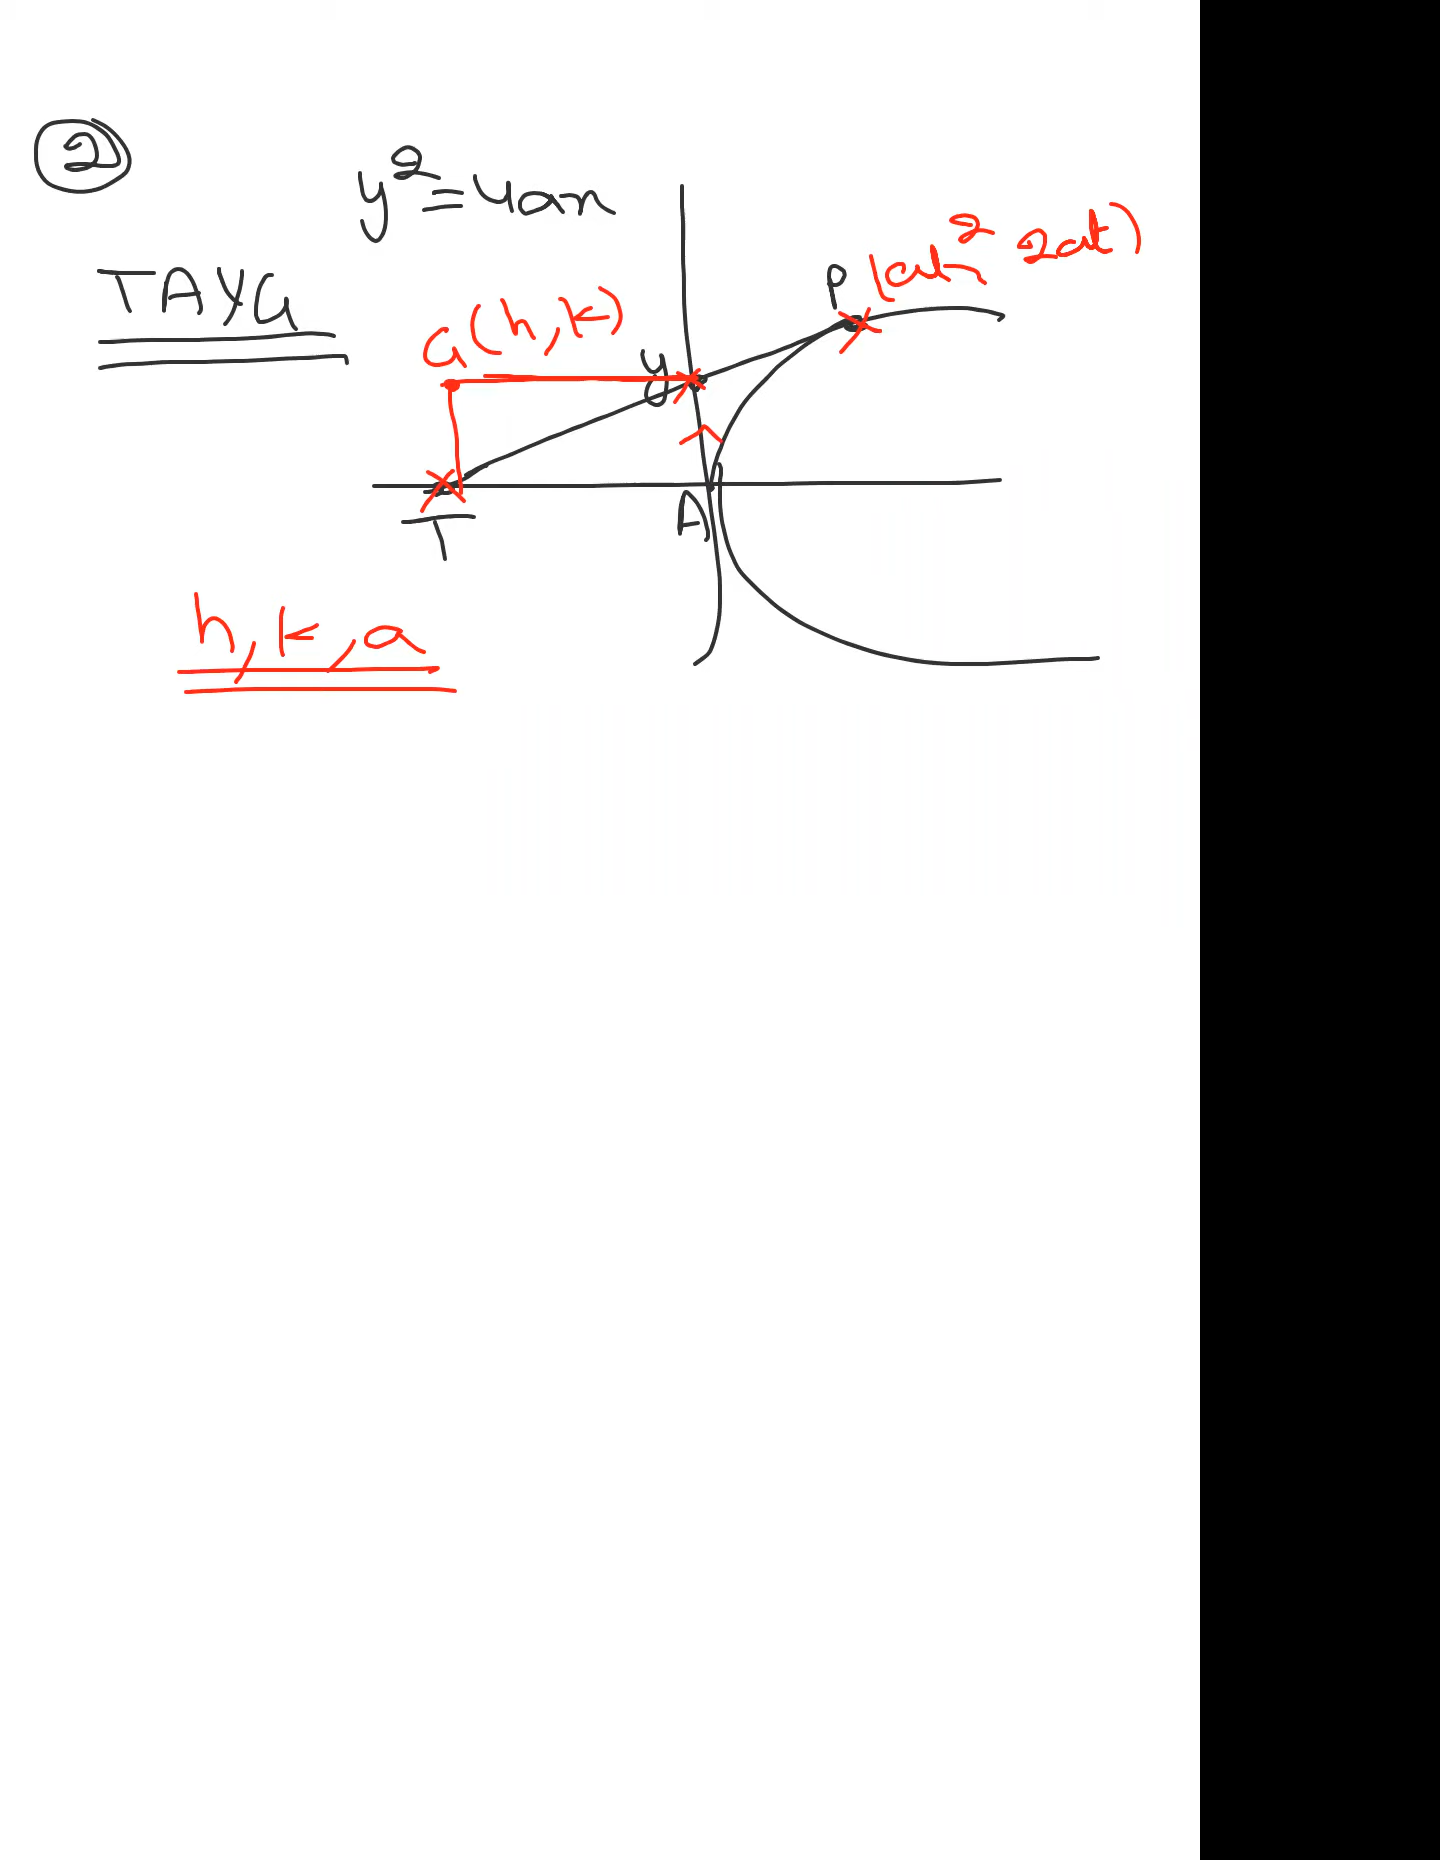 2
y² = 4ax
TAYG
P (at², 2at)
G (h, k)
y
A
T
h, k, a